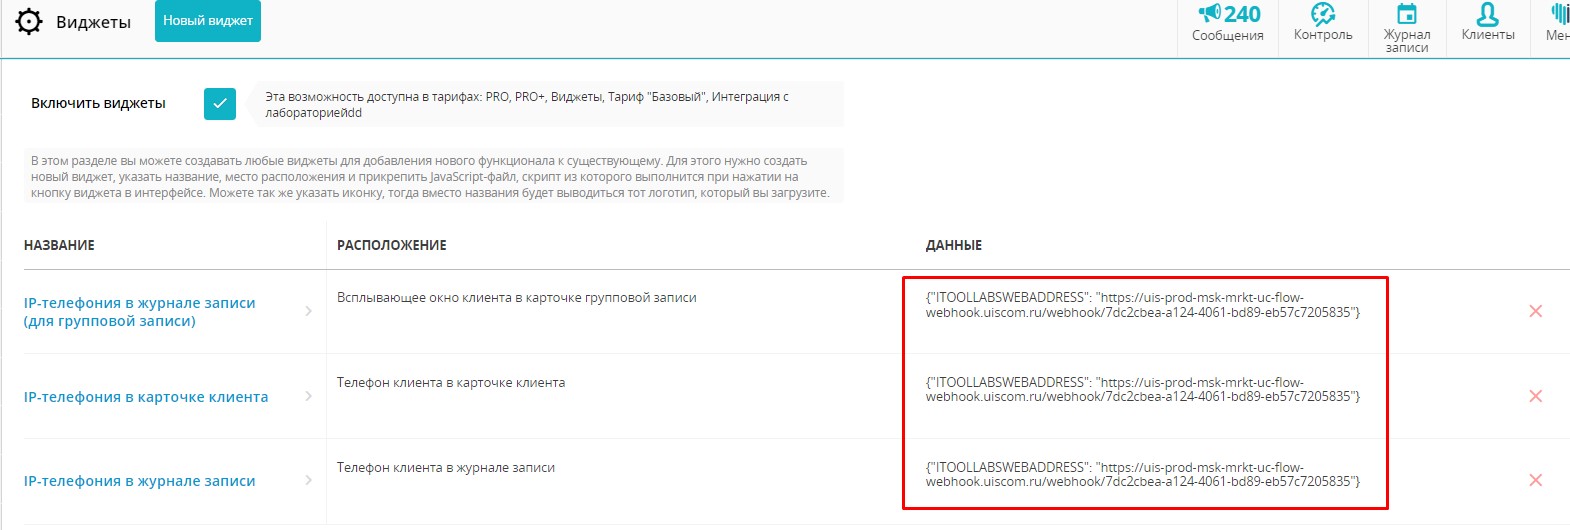 Виджеты
Новый виджет
240
Сообщения
Контроль
Журнал
записи
Клиенты
Включить виджеты
Эта возможность доступна в тарифах: PRO, PRO+, Виджеты, Тариф "Базовый", Интеграция с
лабораториейdd
В этом разделе вы можете создавать любые виджеты для добавления нового функционала к существующему. Для этого нужно создать
новый виджет, указать название, место расположения и прикрепить JavaScript-файл, скрипт из которого выполнится при нажатии на
кнопку виджета в интерфейсе. Можете так же указать иконку, тогда вместо названия будет выводиться тот логотип, который вы загрузите.
НАЗВАНИЕ
РАСПОЛОЖЕНИЕ
ДАННЫЕ
IP-телефония в журнале записи
(для групповой записи)
Всплывающее окно клиента в карточке групповой записи
{"ITOOLLABSWEBADDRESS": "https://uis-prod-msk-mrkt-uc-flow-
webhook.uiscom.ru/webhook/7dc2cbea-a124-4061-bd89-eb57c7205835"}
IP-телефония в карточке клиента
Телефон клиента в карточке клиента
{"ITOOLLABSWEBADDRESS": "https://uis-prod-msk-mrkt-uc-flow-
webhook.uiscom.ru/webhook/7dc2cbea-a124-4061-bd89-eb57c7205835"}
IP-телефония в журнале записи
Телефон клиента в журнале записи
{"ITOOLLABSWEBADDRESS": "https://uis-prod-msk-mrkt-uc-flow-
webhook.uiscom.ru/webhook/7dc2cbea-a124-4061-bd89-eb57c7205835"}